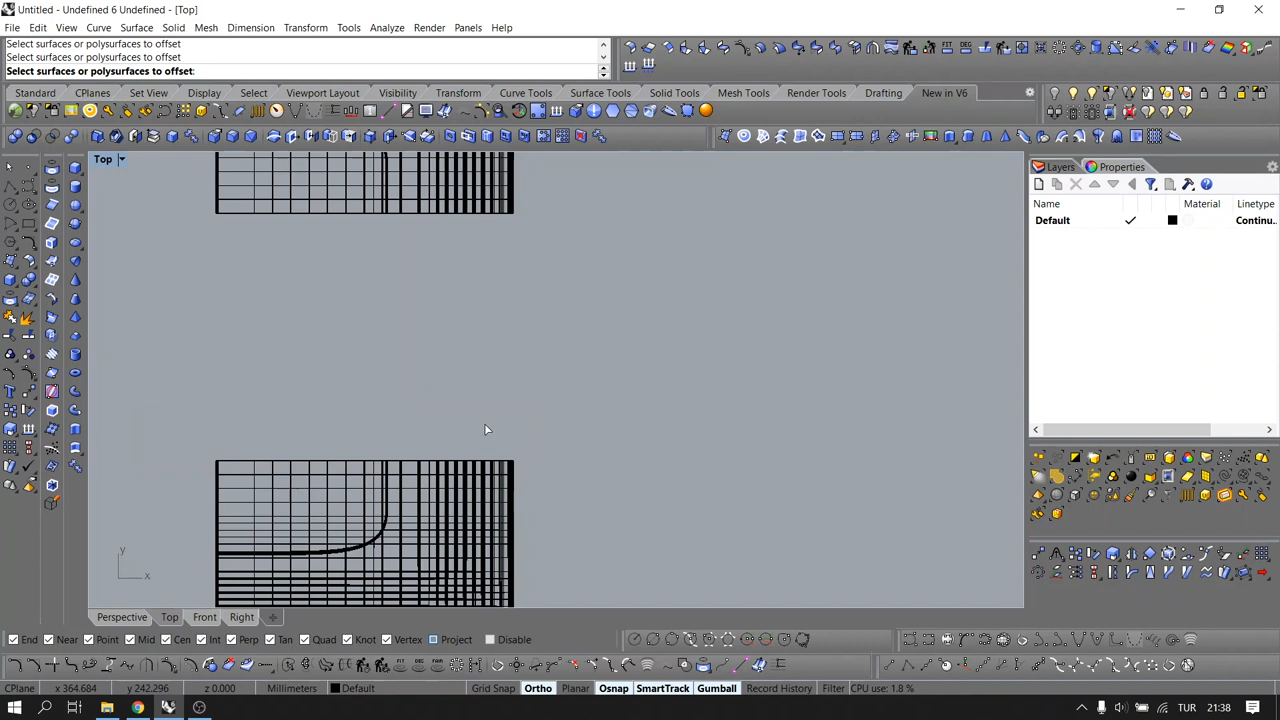 Untitled - Undefined 6 Undefined - [Top]
File Edit View Curve Surface Solid Mesh Dimension Transform Tools Analyze Render Panels Help
Select surfaces or polysurfaces to offset
Select surfaces or polysurfaces to offset
Select surfaces or polysurfaces to offset:
Standard CPlanes Set View Display Select Viewport Layout Visibility Transform Curve Tools Surface Tools Solid Tools Mesh Tools Render Tools Drafting New in V6
Top
Layers Properties
Name Material Linetype
Default Continu...
y
x
Perspective Top Front Right
End Near Point Mid Cen Int Perp Tan Quad Knot Vertex Project Disable
CPlane x 364.684 y 242.296 z 0.000 Millimeters Default Grid Snap Ortho Planar Osnap SmartTrack Gumball Record History Filter CPU use: 1.8 %
TUR 21:38